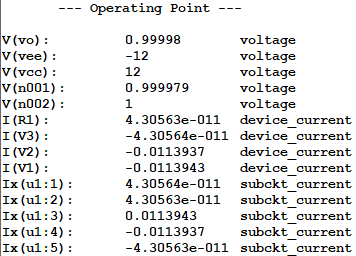 --- Operating Point ---
V(vo): 0.99998 voltage
V(vee): -12 voltage
V(vcc): 12 voltage
V(n001): 0.999979 voltage
V(n002): 1 voltage
I(R1): 4.30563e-011 device_current
I(V3): -4.30564e-011 device_current
I(V2): -0.0113937 device_current
I(V1): -0.0113943 device_current
Ix(u1:1): 4.30564e-011 subckt_current
Ix(u1:2): 4.30563e-011 subckt_current
Ix(u1:3): 0.0113943 subckt_current
Ix(u1:4): -0.0113937 subckt_current
Ix(u1:5): -4.30563e-011 subckt_current